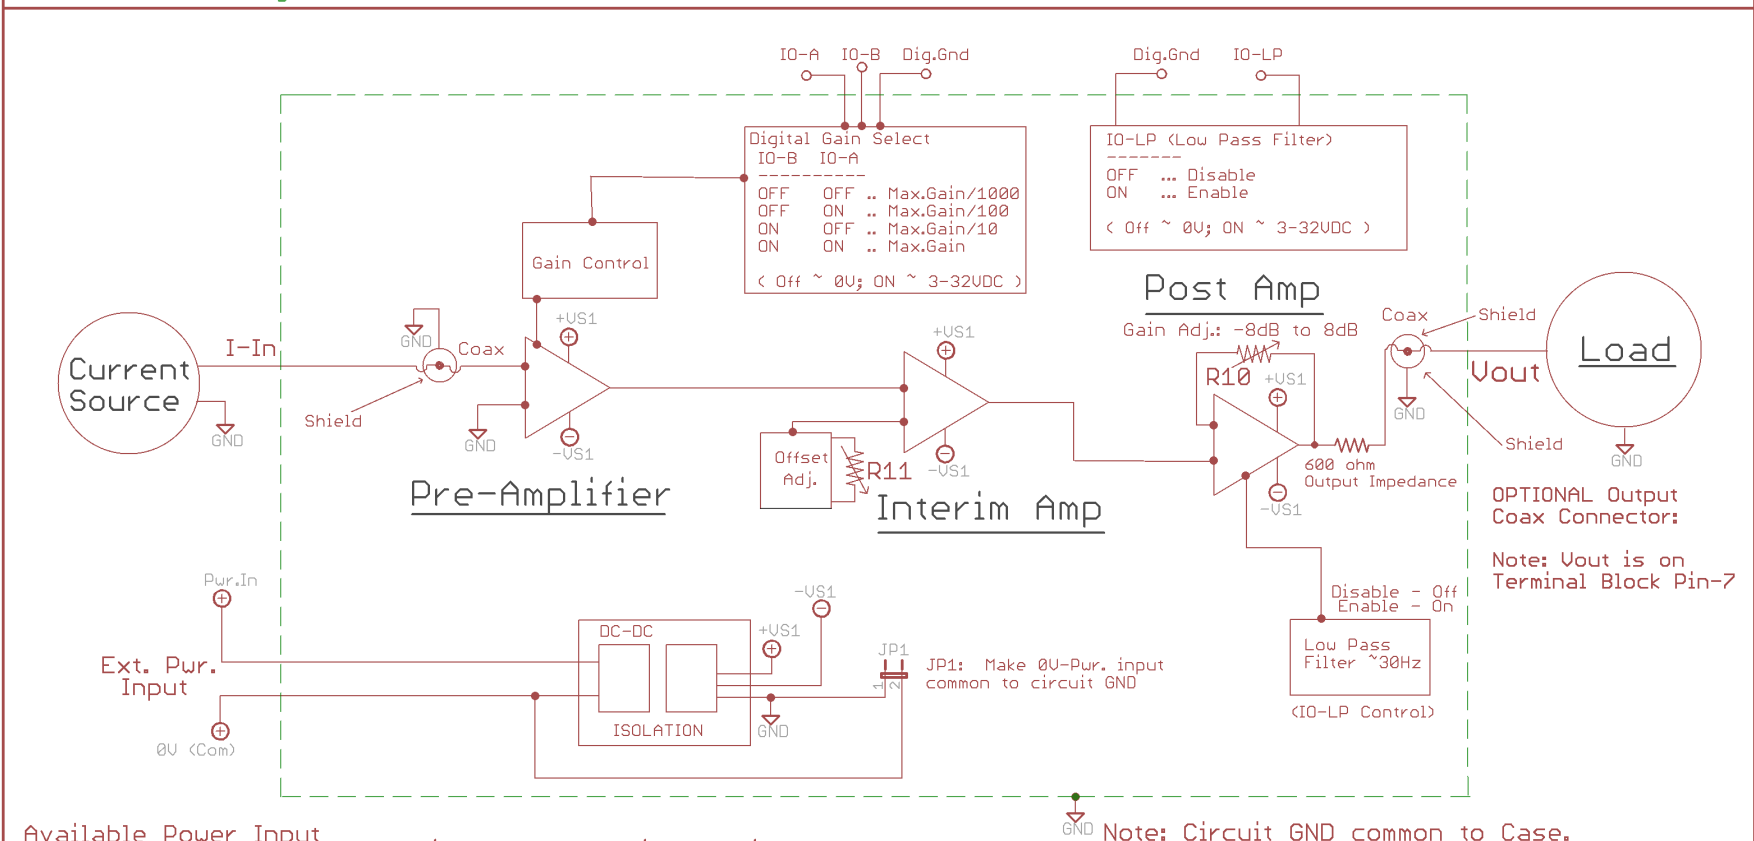 IO-A
IO-B
Dig.Gnd
Dig.Gnd
IO-LP
Digital Gain Select
IO-B IO-A
----------
OFF OFF .. Max.Gain/1000
OFF ON .. Max.Gain/100
ON OFF .. Max.Gain/10
ON ON .. Max.Gain
( Off ~ 0V; ON ~ 3-32VDC )
IO-LP (Low Pass Filter)
-------
OFF ... Disable
ON ... Enable
( Off ~ 0V; ON ~ 3-32VDC )
Gain Control
Post Amp
Gain Adj.: -8dB to 8dB
Current
Source
GND
I-In
GND
Coax
Shield
+VS1
GND
-VS1
Pre-Amplifier
+VS1
-VS1
Offset
Adj.
R11
Interim Amp
R10
+VS1
-VS1
600 ohm
Output Impedance
Coax
Shield
GND
Shield
Vout
Load
GND
OPTIONAL Output
Coax Connector:
Note: Vout is on
Terminal Block Pin-7
Disable - Off
Enable - On
Low Pass
Filter ~30Hz
(IO-LP Control)
Pwr.In
Ext. Pwr.
Input
0V (Com)
DC-DC
ISOLATION
-VS1
+VS1
GND
JP1
1
2
JP1: Make 0V-Pwr. input
common to circuit GND
GND
Note: Circuit GND common to Case.
Available Power Input